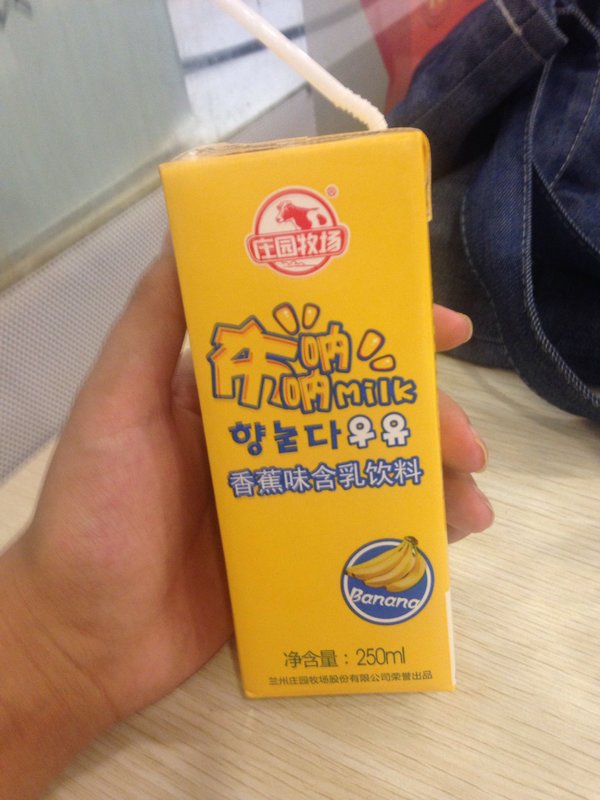 ®
庄园牧场
布呐
呐Milk
향눋다우유
香蕉味含乳饮料
Banana
净含量：250ml
兰州庄园牧场股份有限公司荣誉出品